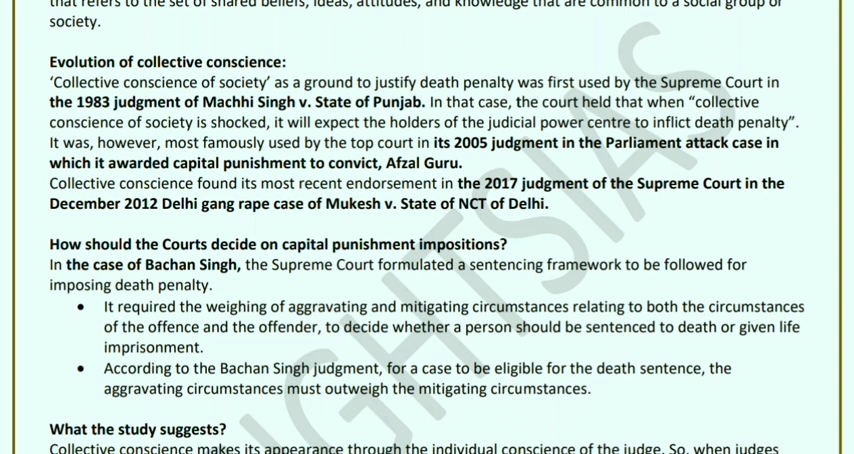 that refers to the set of shared beliefs, ideas, attitudes, and knowledge that are common to a social group or
society.
Evolution of collective conscience:
‘Collective conscience of society’ as a ground to justify death penalty was first used by the Supreme Court in
the 1983 judgment of Machhi Singh v. State of Punjab. In that case, the court held that when “collective
conscience of society is shocked, it will expect the holders of the judicial power centre to inflict death penalty”.
It was, however, most famously used by the top court in its 2005 judgment in the Parliament attack case in
which it awarded capital punishment to convict, Afzal Guru.
Collective conscience found its most recent endorsement in the 2017 judgment of the Supreme Court in the
December 2012 Delhi gang rape case of Mukesh v. State of NCT of Delhi.
How should the Courts decide on capital punishment impositions?
In the case of Bachan Singh, the Supreme Court formulated a sentencing framework to be followed for
imposing death penalty.
• It required the weighing of aggravating and mitigating circumstances relating to both the circumstances
of the offence and the offender, to decide whether a person should be sentenced to death or given life
imprisonment.
• According to the Bachan Singh judgment, for a case to be eligible for the death sentence, the
aggravating circumstances must outweigh the mitigating circumstances.
What the study suggests?
Collective conscience makes its appearance through the individual conscience of the judge. So, when judges
GHTSIAS